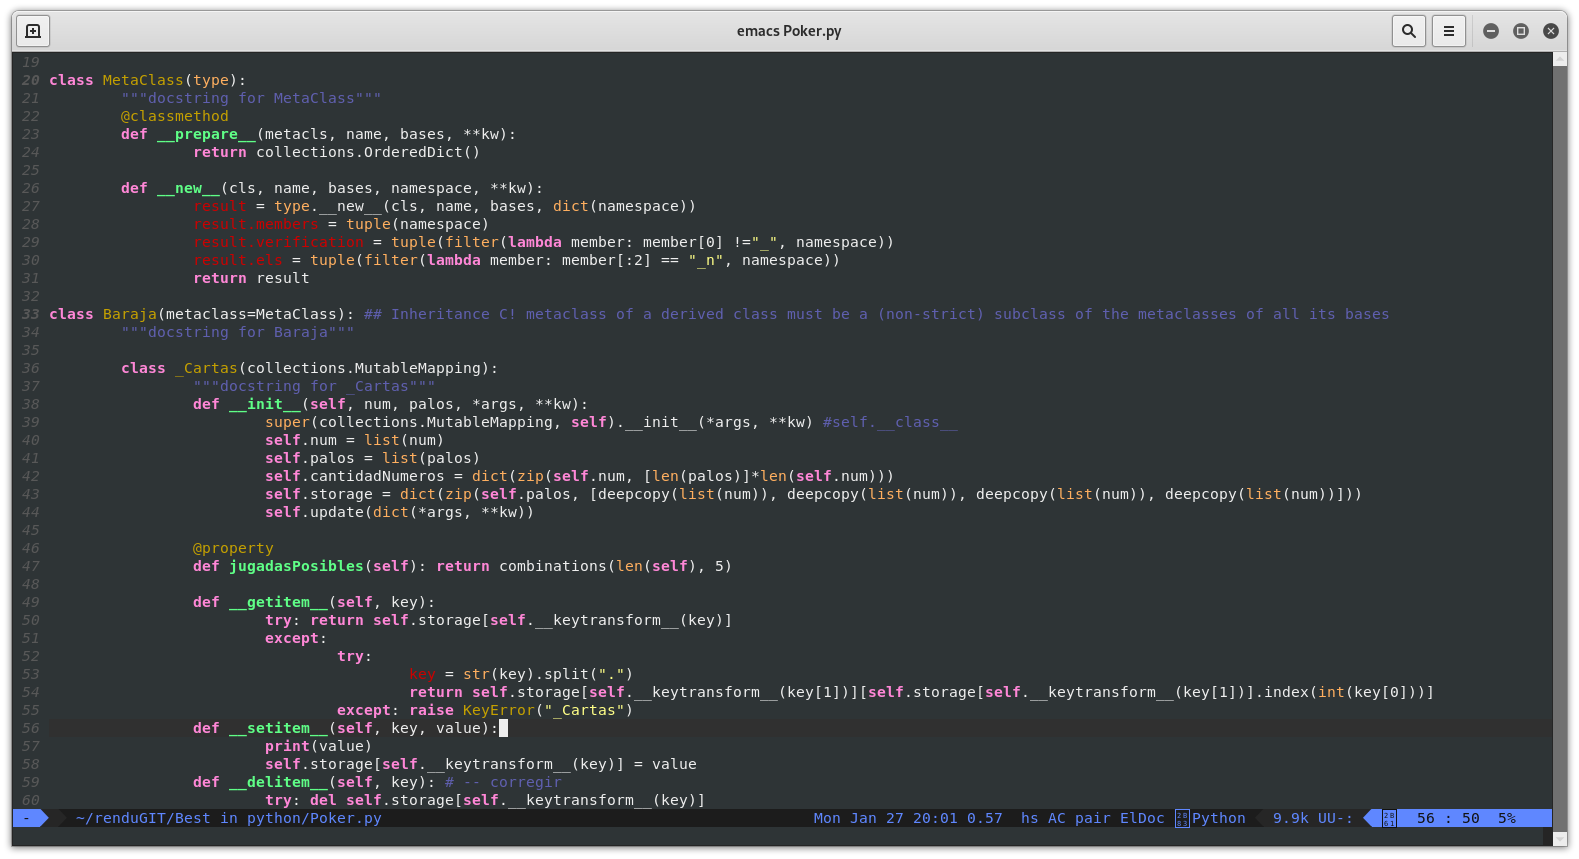 emacs Poker.py
19
20 class MetaClass(type):
21         """docstring for MetaClass"""
22         @classmethod
23         def __prepare__(metacls, name, bases, **kw):
24                 return collections.OrderedDict()
25
26         def __new__(cls, name, bases, namespace, **kw):
27                 result = type.__new__(cls, name, bases, dict(namespace))
28                 result.members = tuple(namespace)
29                 result.verification = tuple(filter(lambda member: member[0] !="_", namespace))
30                 result.els = tuple(filter(lambda member: member[:2] == "_n", namespace))
31                 return result
32
33 class Baraja(metaclass=MetaClass): ## Inheritance C! metaclass of a derived class must be a (non-strict) subclass of the metaclasses of all its bases
34         """docstring for Baraja"""
35
36         class _Cartas(collections.MutableMapping):
37                 """docstring for _Cartas"""
38                 def __init__(self, num, palos, *args, **kw):
39                         super(collections.MutableMapping, self).__init__(*args, **kw) #self.__class__
40                         self.num = list(num)
41                         self.palos = list(palos)
42                         self.cantidadNumeros = dict(zip(self.num, [len(palos)]*len(self.num)))
43                         self.storage = dict(zip(self.palos, [deepcopy(list(num)), deepcopy(list(num)), deepcopy(list(num)), deepcopy(list(num))]))
44                         self.update(dict(*args, **kw))
45
46                 @property
47                 def jugadasPosibles(self): return combinations(len(self), 5)
48
49                 def __getitem__(self, key):
50                         try: return self.storage[self.__keytransform__(key)]
51                         except:
52                                 try:
53                                         key = str(key).split(".")
54                                         return self.storage[self.__keytransform__(key[1])][self.storage[self.__keytransform__(key[1])].index(int(key[0]))]
55                                 except: raise KeyError("_Cartas")
56                 def __setitem__(self, key, value):
57                         print(value)
58                         self.storage[self.__keytransform__(key)] = value
59                 def __delitem__(self, key): # -- corregir
60                         try: del self.storage[self.__keytransform__(key)]
- ~/renduGIT/Best in python/Poker.py Mon Jan 27 20:01 0.57 hs AC pair ElDoc Python 9.9k UU-: 56 : 50 5%